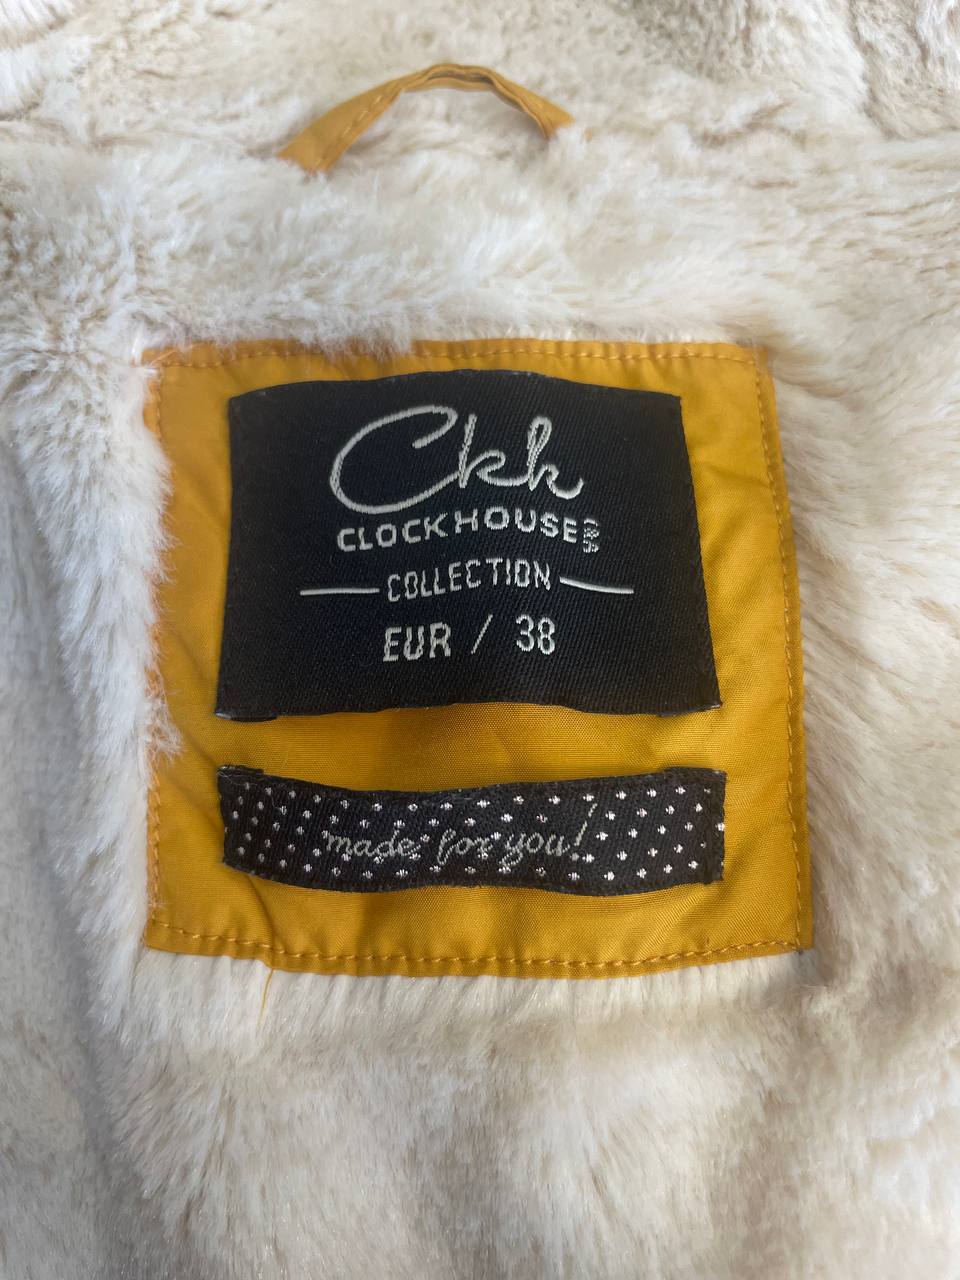 Ckh
CLOCKHOUSE C&A
COLLECTION
EUR / 38
made for you!